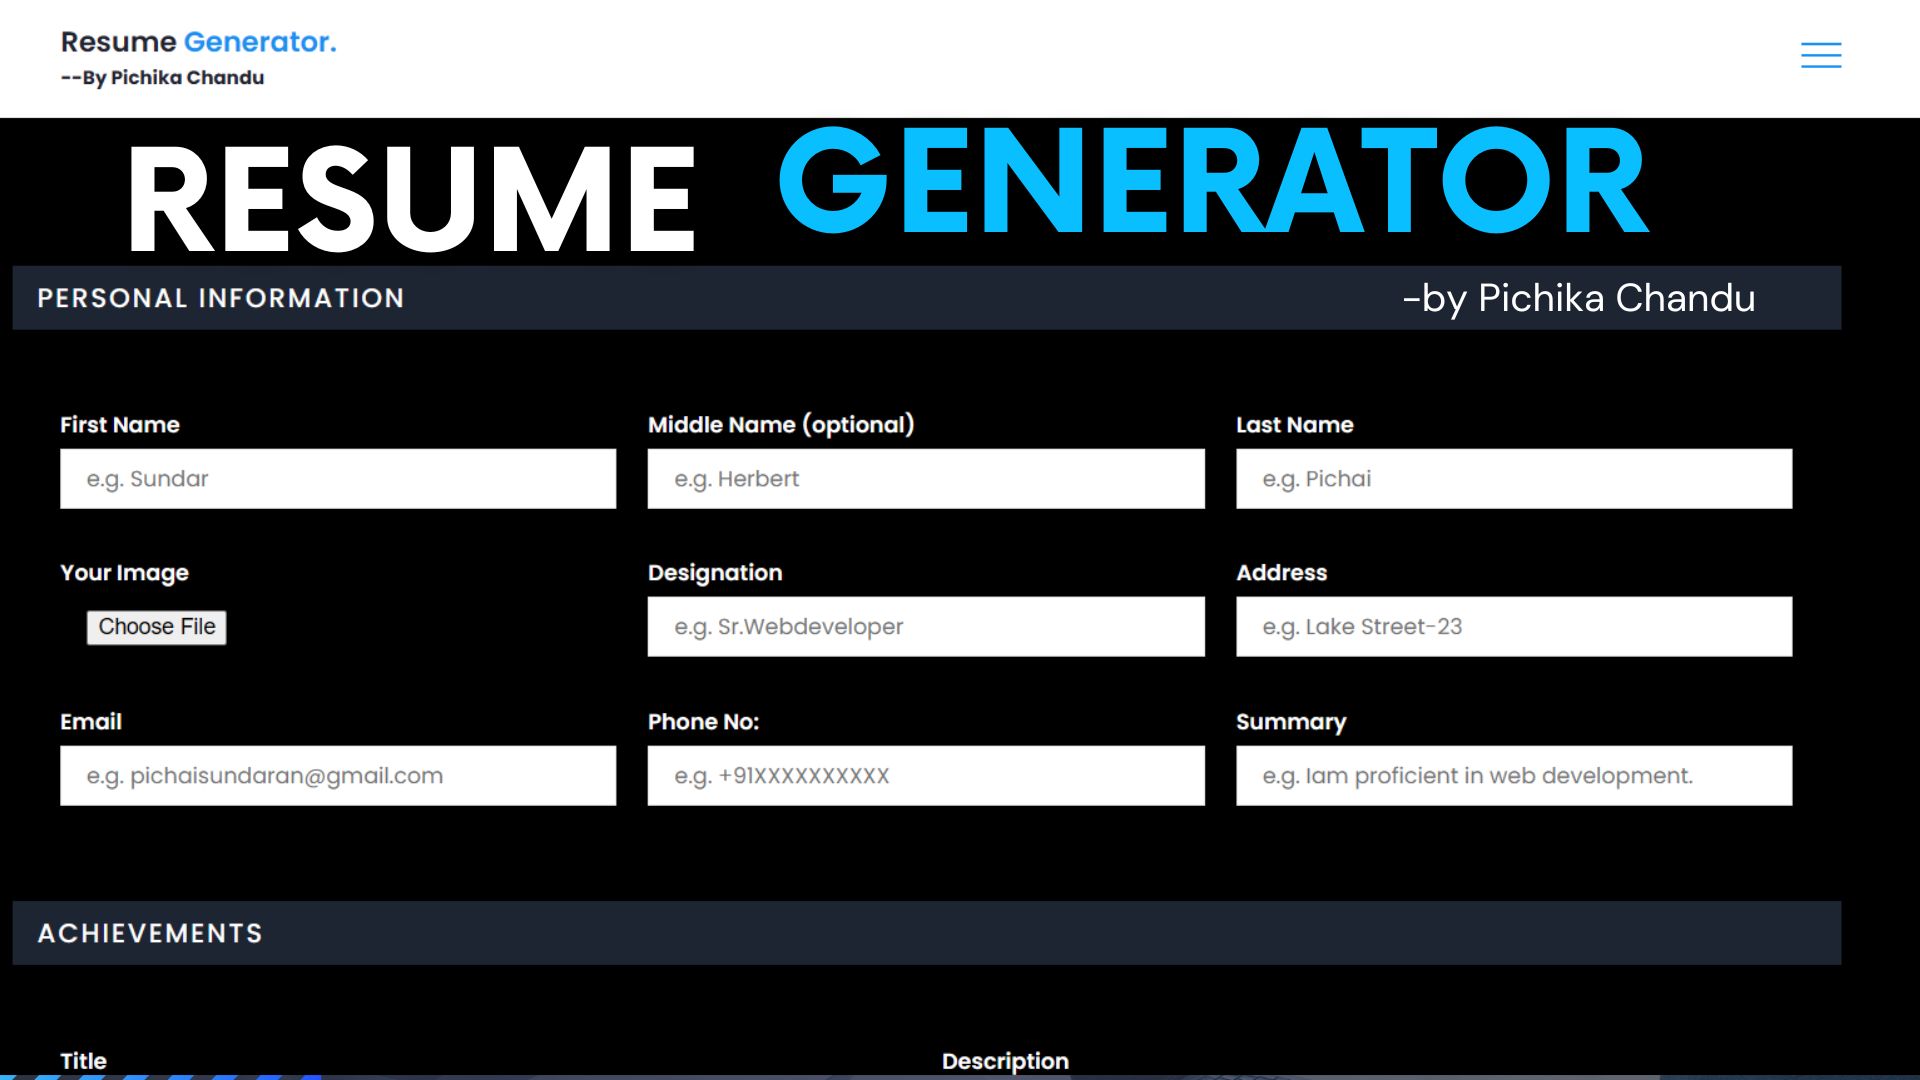 Resume Generator.
--By Pichika Chandu
RESUME GENERATOR
PERSONAL INFORMATION
-by Pichika Chandu
First Name
Middle Name (optional)
Last Name
e.g. Sundar
e.g. Herbert
e.g. Pichai
Your Image
Designation
Address
Choose File
e.g. Sr.Webdeveloper
e.g. Lake Street-23
Email
Phone No:
Summary
e.g. pichaisundaran@gmail.com
e.g. +91XXXXXXXXXX
e.g. Iam proficient in web development.
ACHIEVEMENTS
Title
Description